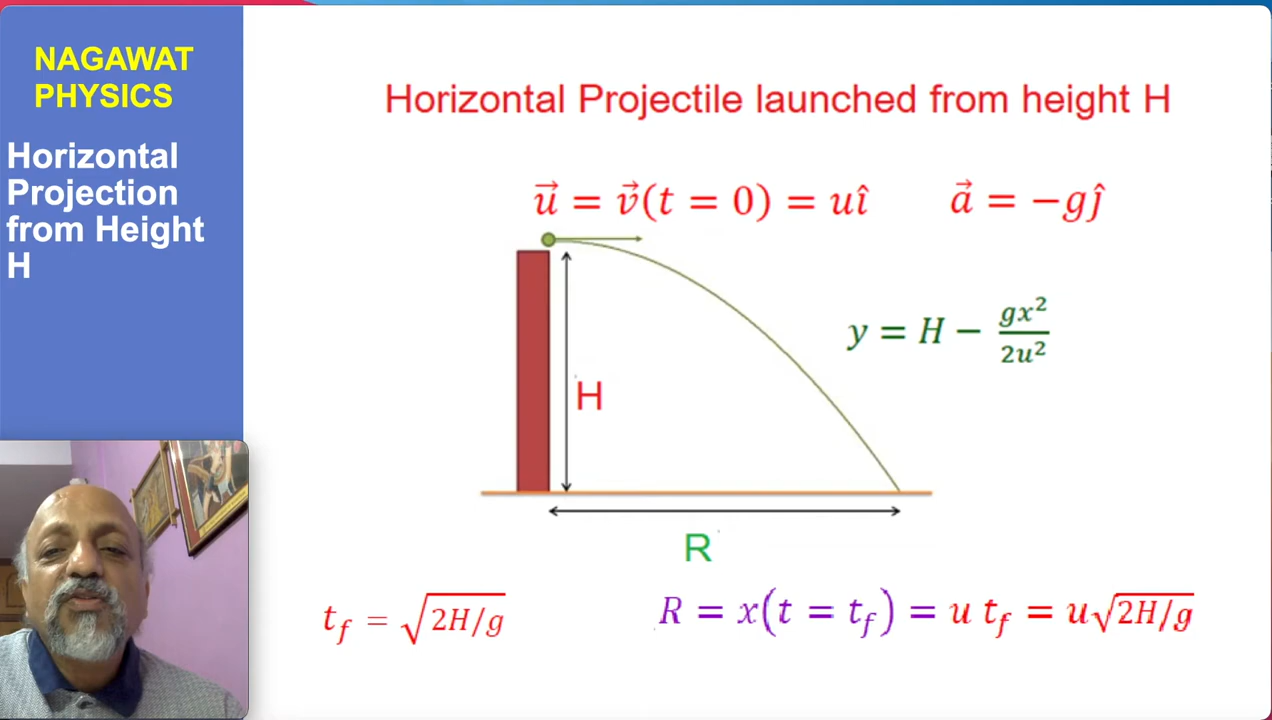 NAGAWAT
PHYSICS
Horizontal
Projection
from Height
H
Horizontal Projectile launched from height H
u⃗ = v⃗(t = 0) = uî
a⃗ = −gĵ
y = H − gx²/2u²
H
R
t_f = √2H/g
R = x(t = t_f) = u t_f = u√2H/g